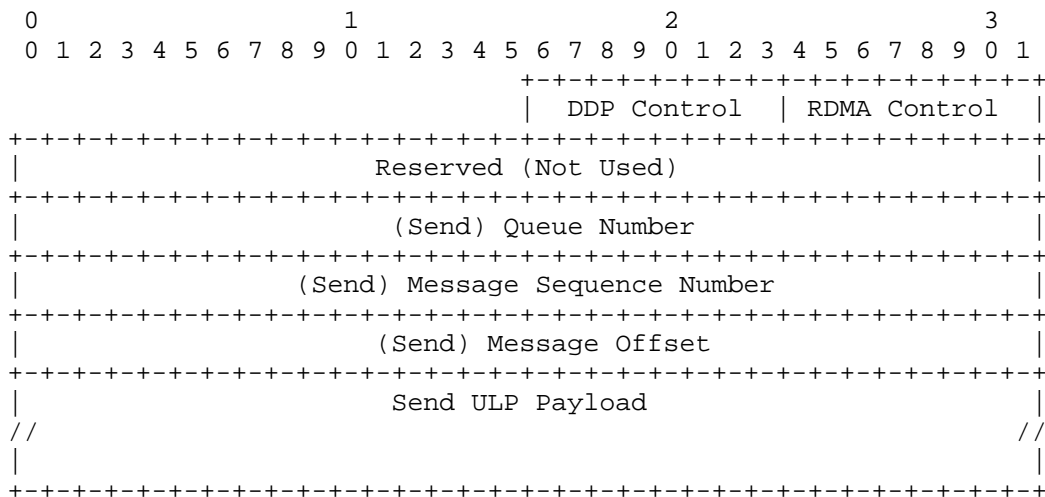 0                   1                   2                   3
 0 1 2 3 4 5 6 7 8 9 0 1 2 3 4 5 6 7 8 9 0 1 2 3 4 5 6 7 8 9 0 1
                                +-+-+-+-+-+-+-+-+-+-+-+-+-+-+-+-+
                                |  DDP Control  | RDMA Control  |
+-+-+-+-+-+-+-+-+-+-+-+-+-+-+-+-+-+-+-+-+-+-+-+-+-+-+-+-+-+-+-+-+
|                      Reserved (Not Used)                      |
+-+-+-+-+-+-+-+-+-+-+-+-+-+-+-+-+-+-+-+-+-+-+-+-+-+-+-+-+-+-+-+-+
|                       (Send) Queue Number                     |
+-+-+-+-+-+-+-+-+-+-+-+-+-+-+-+-+-+-+-+-+-+-+-+-+-+-+-+-+-+-+-+-+
|                 (Send) Message Sequence Number                |
+-+-+-+-+-+-+-+-+-+-+-+-+-+-+-+-+-+-+-+-+-+-+-+-+-+-+-+-+-+-+-+-+
|                      (Send) Message Offset                    |
+-+-+-+-+-+-+-+-+-+-+-+-+-+-+-+-+-+-+-+-+-+-+-+-+-+-+-+-+-+-+-+-+
|                       Send ULP Payload                        |
//                                                             //
|                                                               |
+-+-+-+-+-+-+-+-+-+-+-+-+-+-+-+-+-+-+-+-+-+-+-+-+-+-+-+-+-+-+-+-+